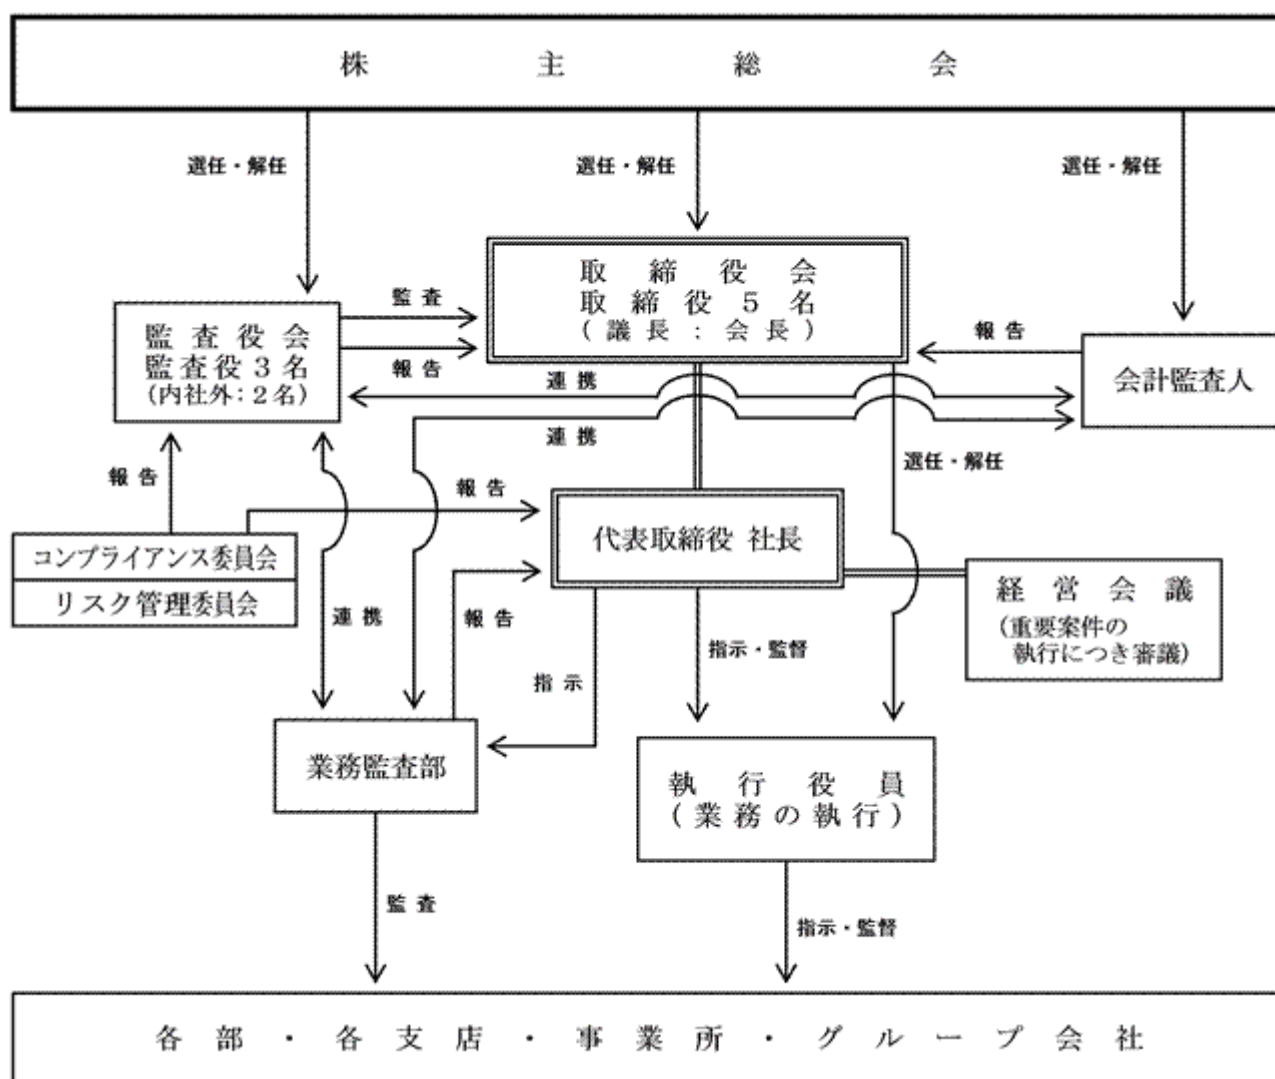 株主総会
選任・解任
選任・解任
選任・解任
取締役会
取締役5名
(議長:会長)
監査
報告
監査役会
監査役3名
(内社外:2名)
報告
会計監査人
連携
連携
選任・解任
報告
報告
コンプライアンス委員会
リスク管理委員会
代表取締役 社長
経営会議
(重要案件の
執行につき審議)
連携
報告
指示
指示・監督
業務監査部
執行役員
(業務の執行)
監査
指示・監督
各部・各支店・事業所・グループ会社